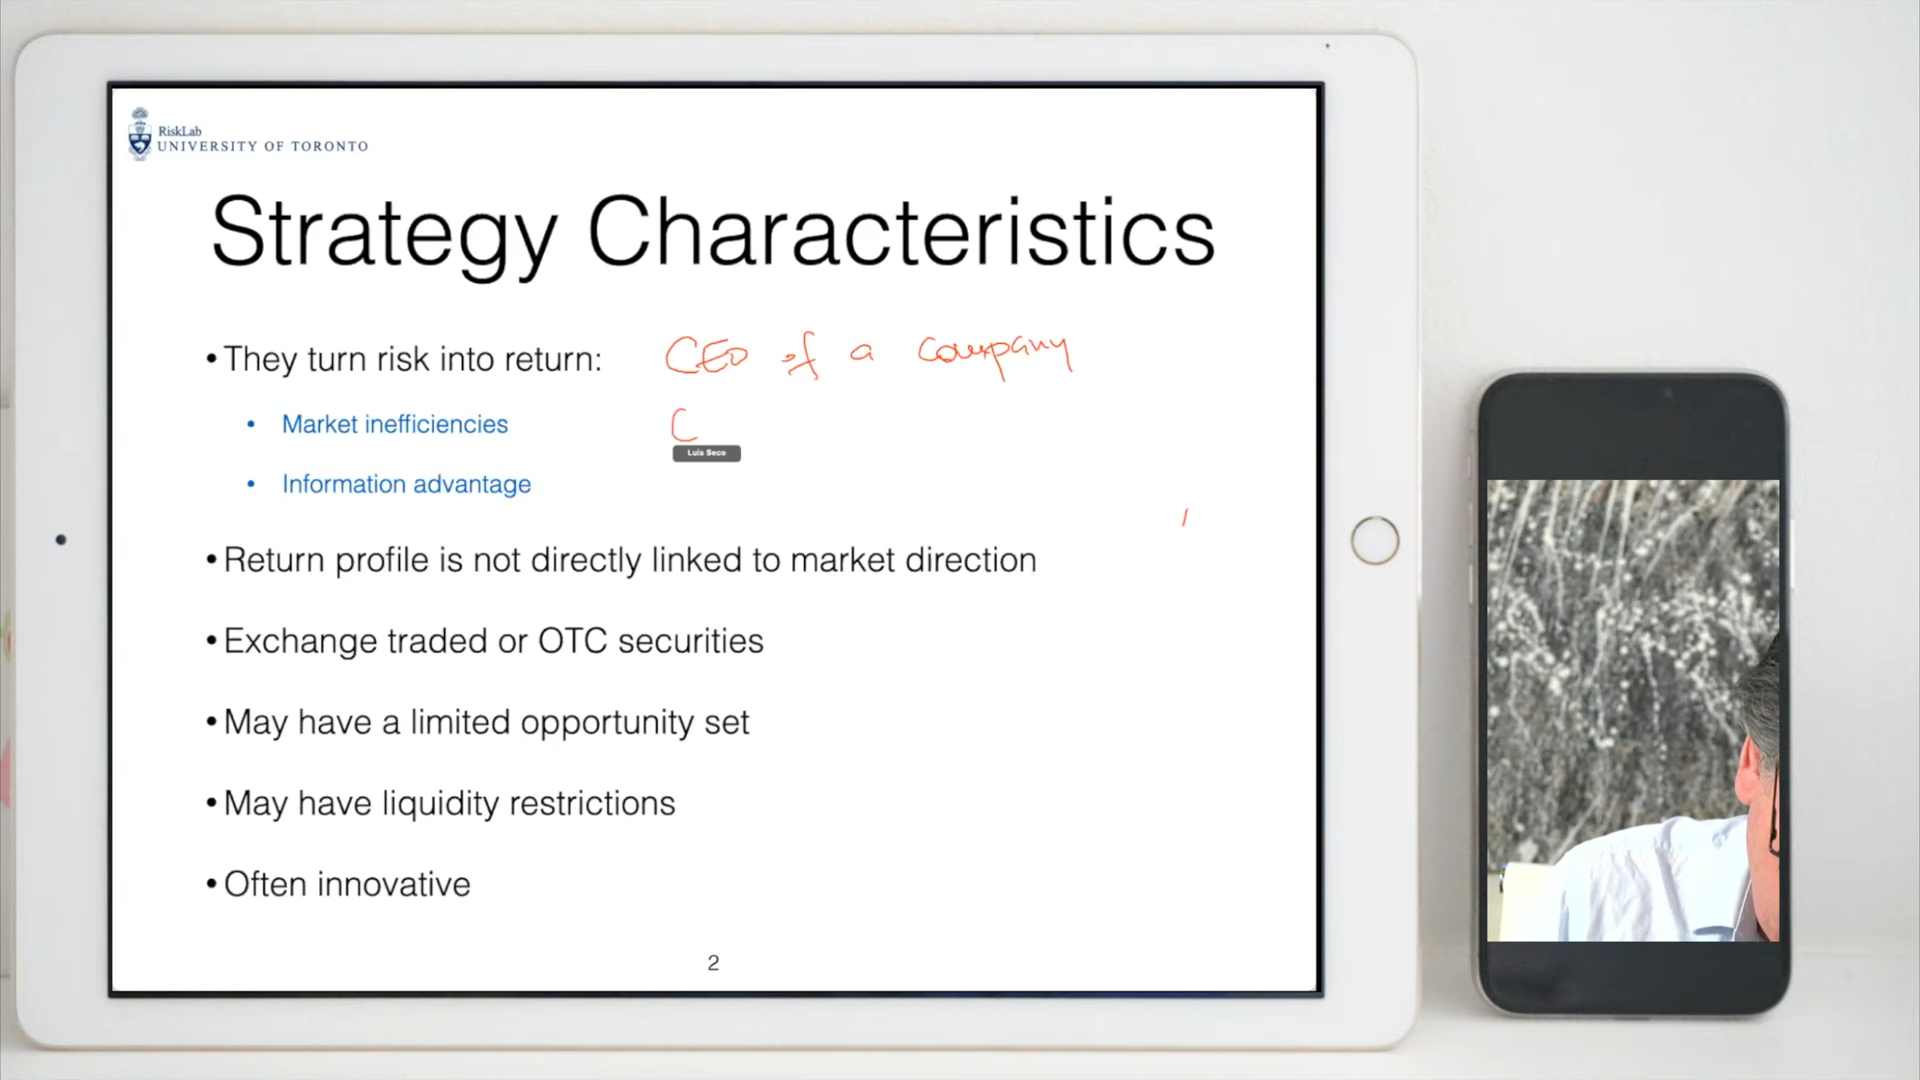 RiskLab
UNIVERSITY OF TORONTO
Strategy Characteristics
• They turn risk into return: CEO of a company
• Market inefficiencies C
Luis Seco
• Information advantage
• Return profile is not directly linked to market direction
• Exchange traded or OTC securities
• May have a limited opportunity set
• May have liquidity restrictions
• Often innovative
2